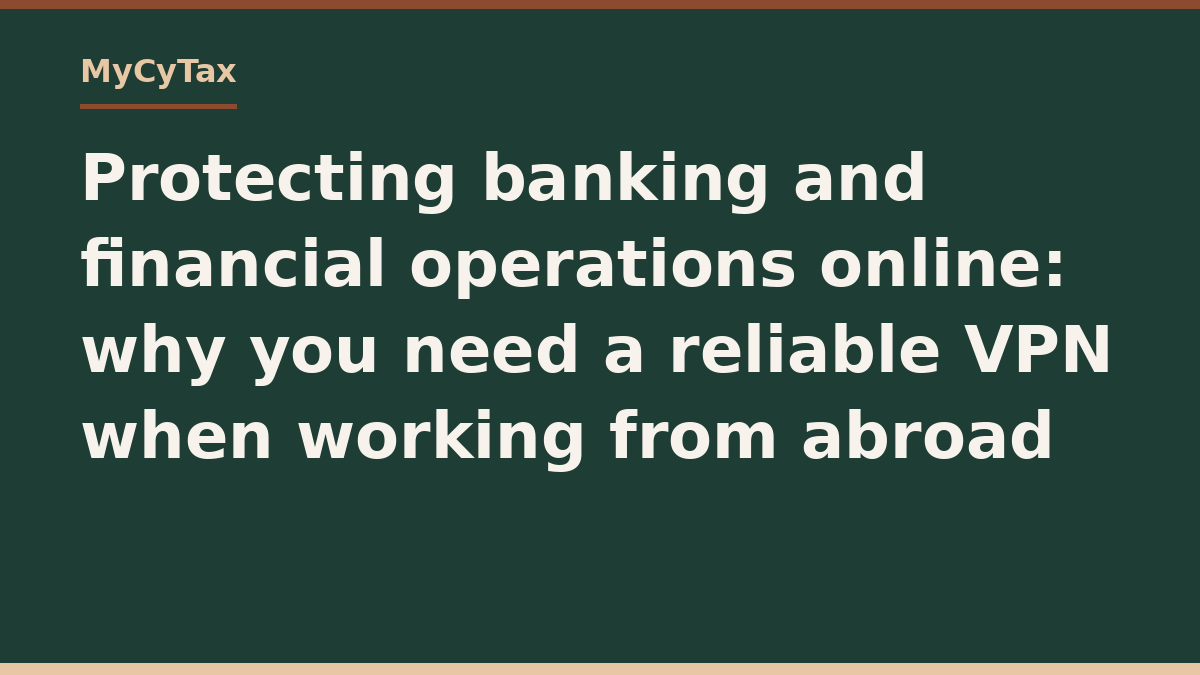 MyCyTax
Protecting banking and
financial operations online:
why you need a reliable VPN
when working from abroad